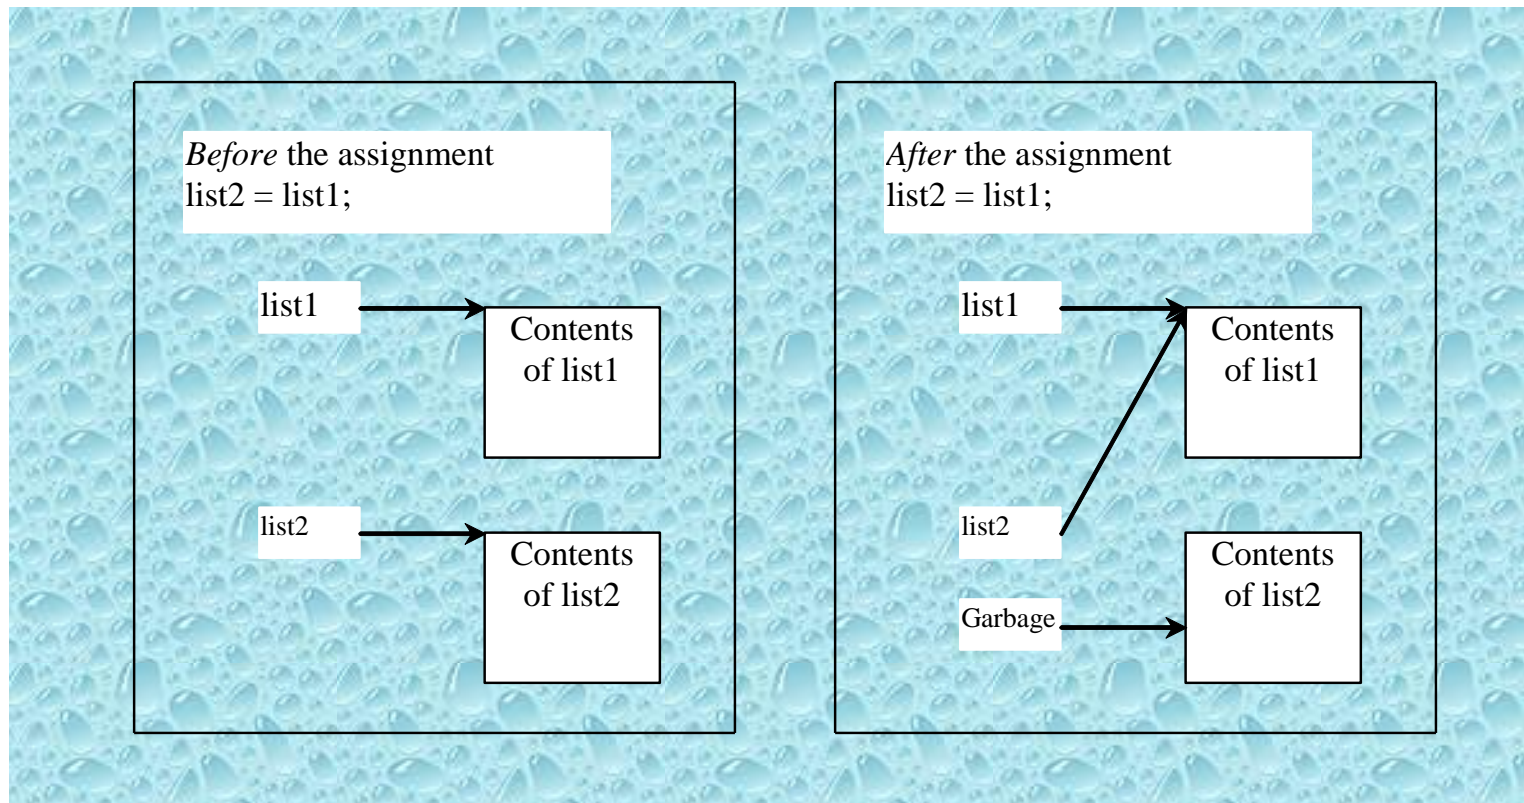 Before the assignment
list2 = list1;
list1
Contents
of list1
list2
Contents
of list2
After the assignment
list2 = list1;
list1
Contents
of list1
list2
Garbage
Contents
of list2